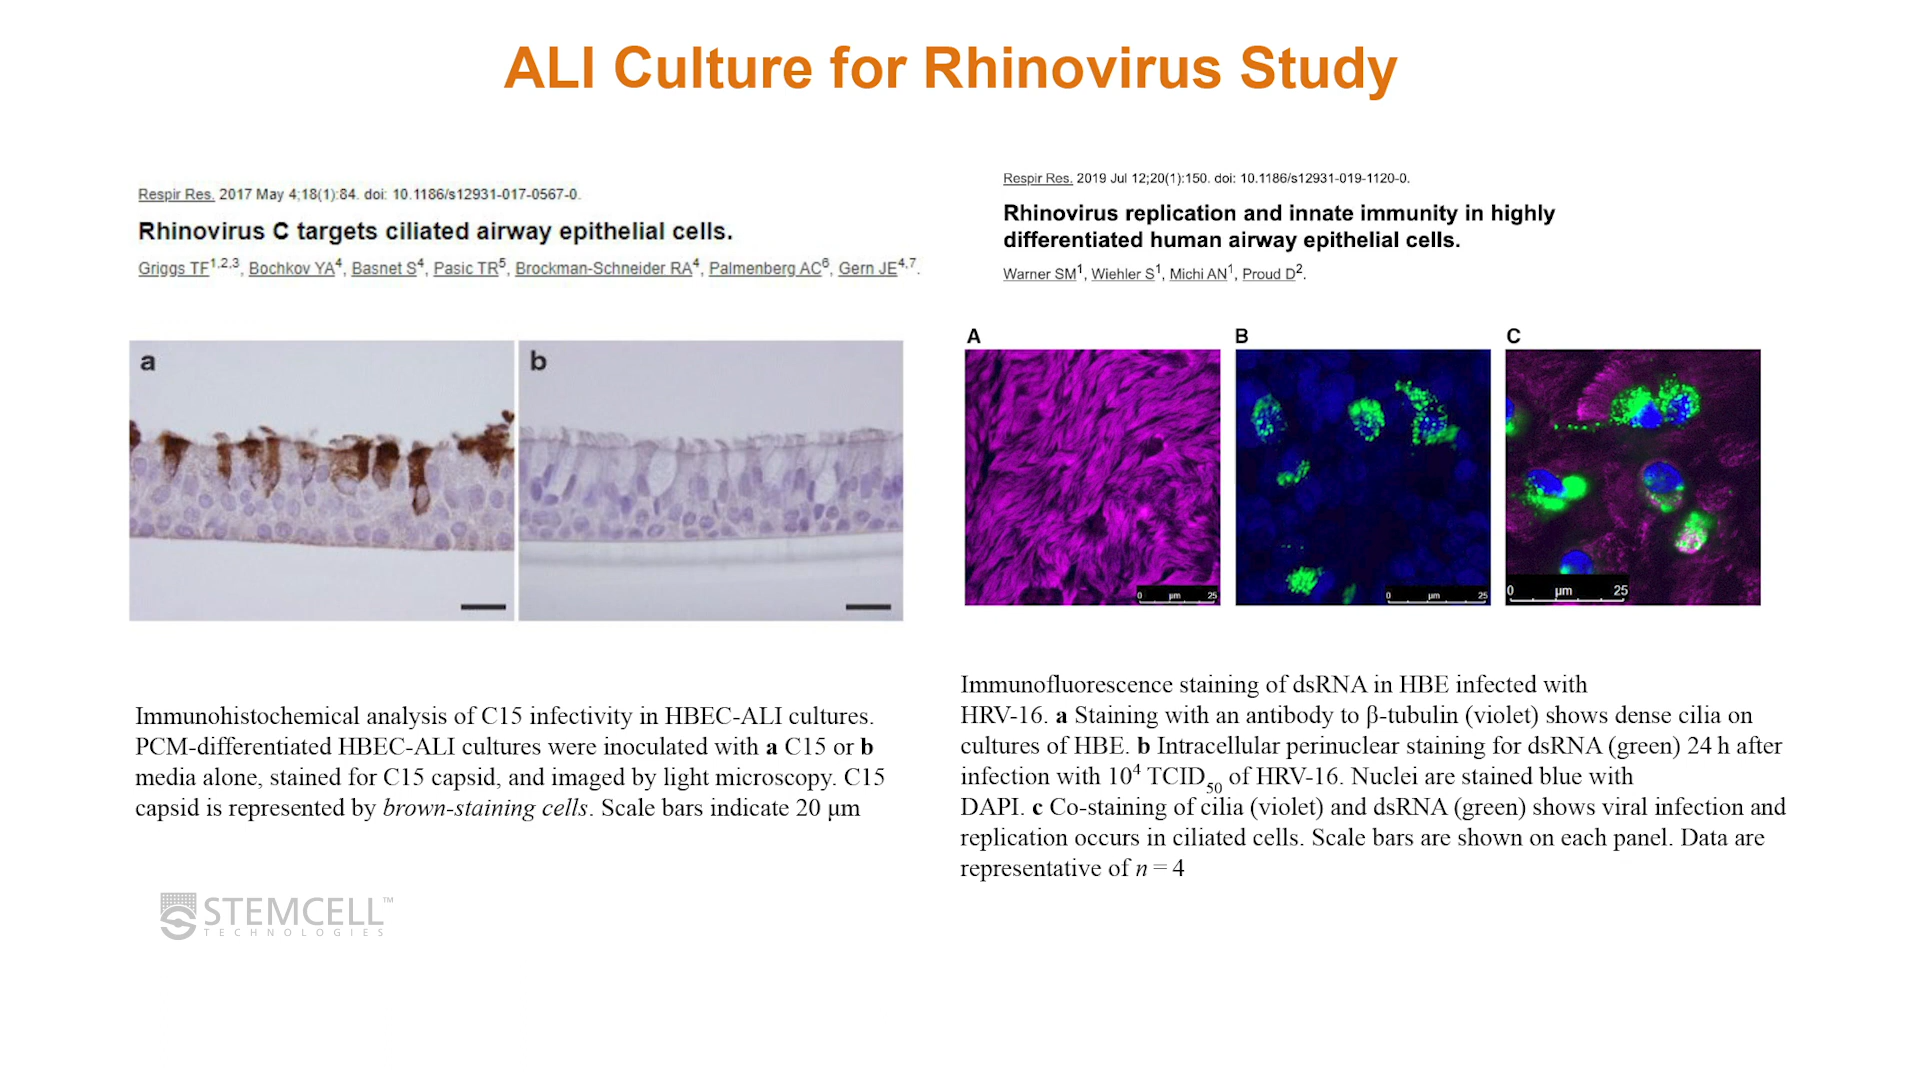 ALI Culture for Rhinovirus Study
Respir Res. 2017 May 4;18(1):84. doi: 10.1186/s12931-017-0567-0.
Rhinovirus C targets ciliated airway epithelial cells.
Griggs TF1,2,3, Bochkov YA4, Basnet S4, Pasic TR5, Brockman-Schneider RA4, Palmenberg AC6, Gern JE4,7.
a
b
Immunohistochemical analysis of C15 infectivity in HBEC-ALI cultures.
PCM-differentiated HBEC-ALI cultures were inoculated with a C15 or b
media alone, stained for C15 capsid, and imaged by light microscopy. C15
capsid is represented by brown-staining cells. Scale bars indicate 20 μm
Respir Res. 2019 Jul 12;20(1):150. doi: 10.1186/s12931-019-1120-0.
Rhinovirus replication and innate immunity in highly
differentiated human airway epithelial cells.
Warner SM1, Wiehler S1, Michi AN1, Proud D2.
A
B
C
0 μm 25
0 μm 25
0 μm 25
Immunofluorescence staining of dsRNA in HBE infected with
HRV-16. a Staining with an antibody to β-tubulin (violet) shows dense cilia on
cultures of HBE. b Intracellular perinuclear staining for dsRNA (green) 24 h after
infection with 10⁴ TCID₅₀ of HRV-16. Nuclei are stained blue with
DAPI. c Co-staining of cilia (violet) and dsRNA (green) shows viral infection and
replication occurs in ciliated cells. Scale bars are shown on each panel. Data are
representative of n = 4
STEMCELL™
TECHNOLOGIES